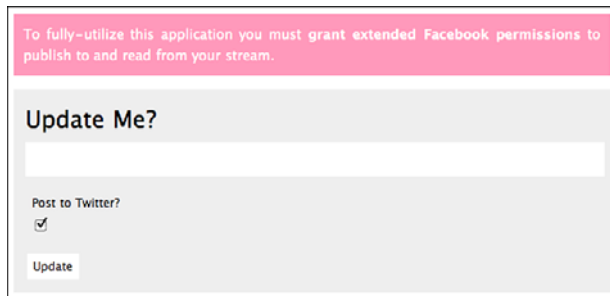 To fully-utilize this application you must grant extended Facebook permissions to
publish to and read from your stream.
Update Me?
Post to Twitter?
Update